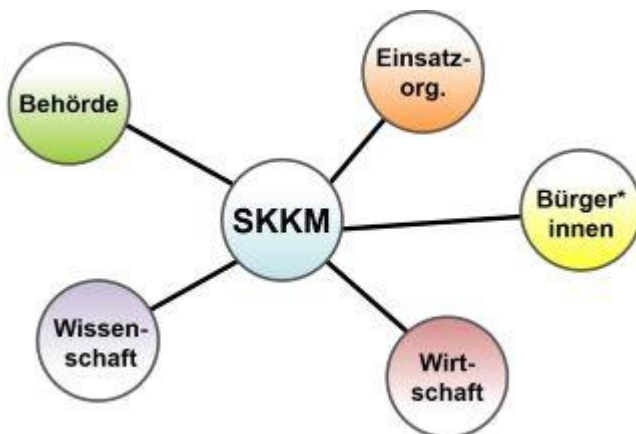 Behörde
Einsatz-
org.
SKKM
Bürger*
innen
Wissen-
schaft
Wirt-
schaft